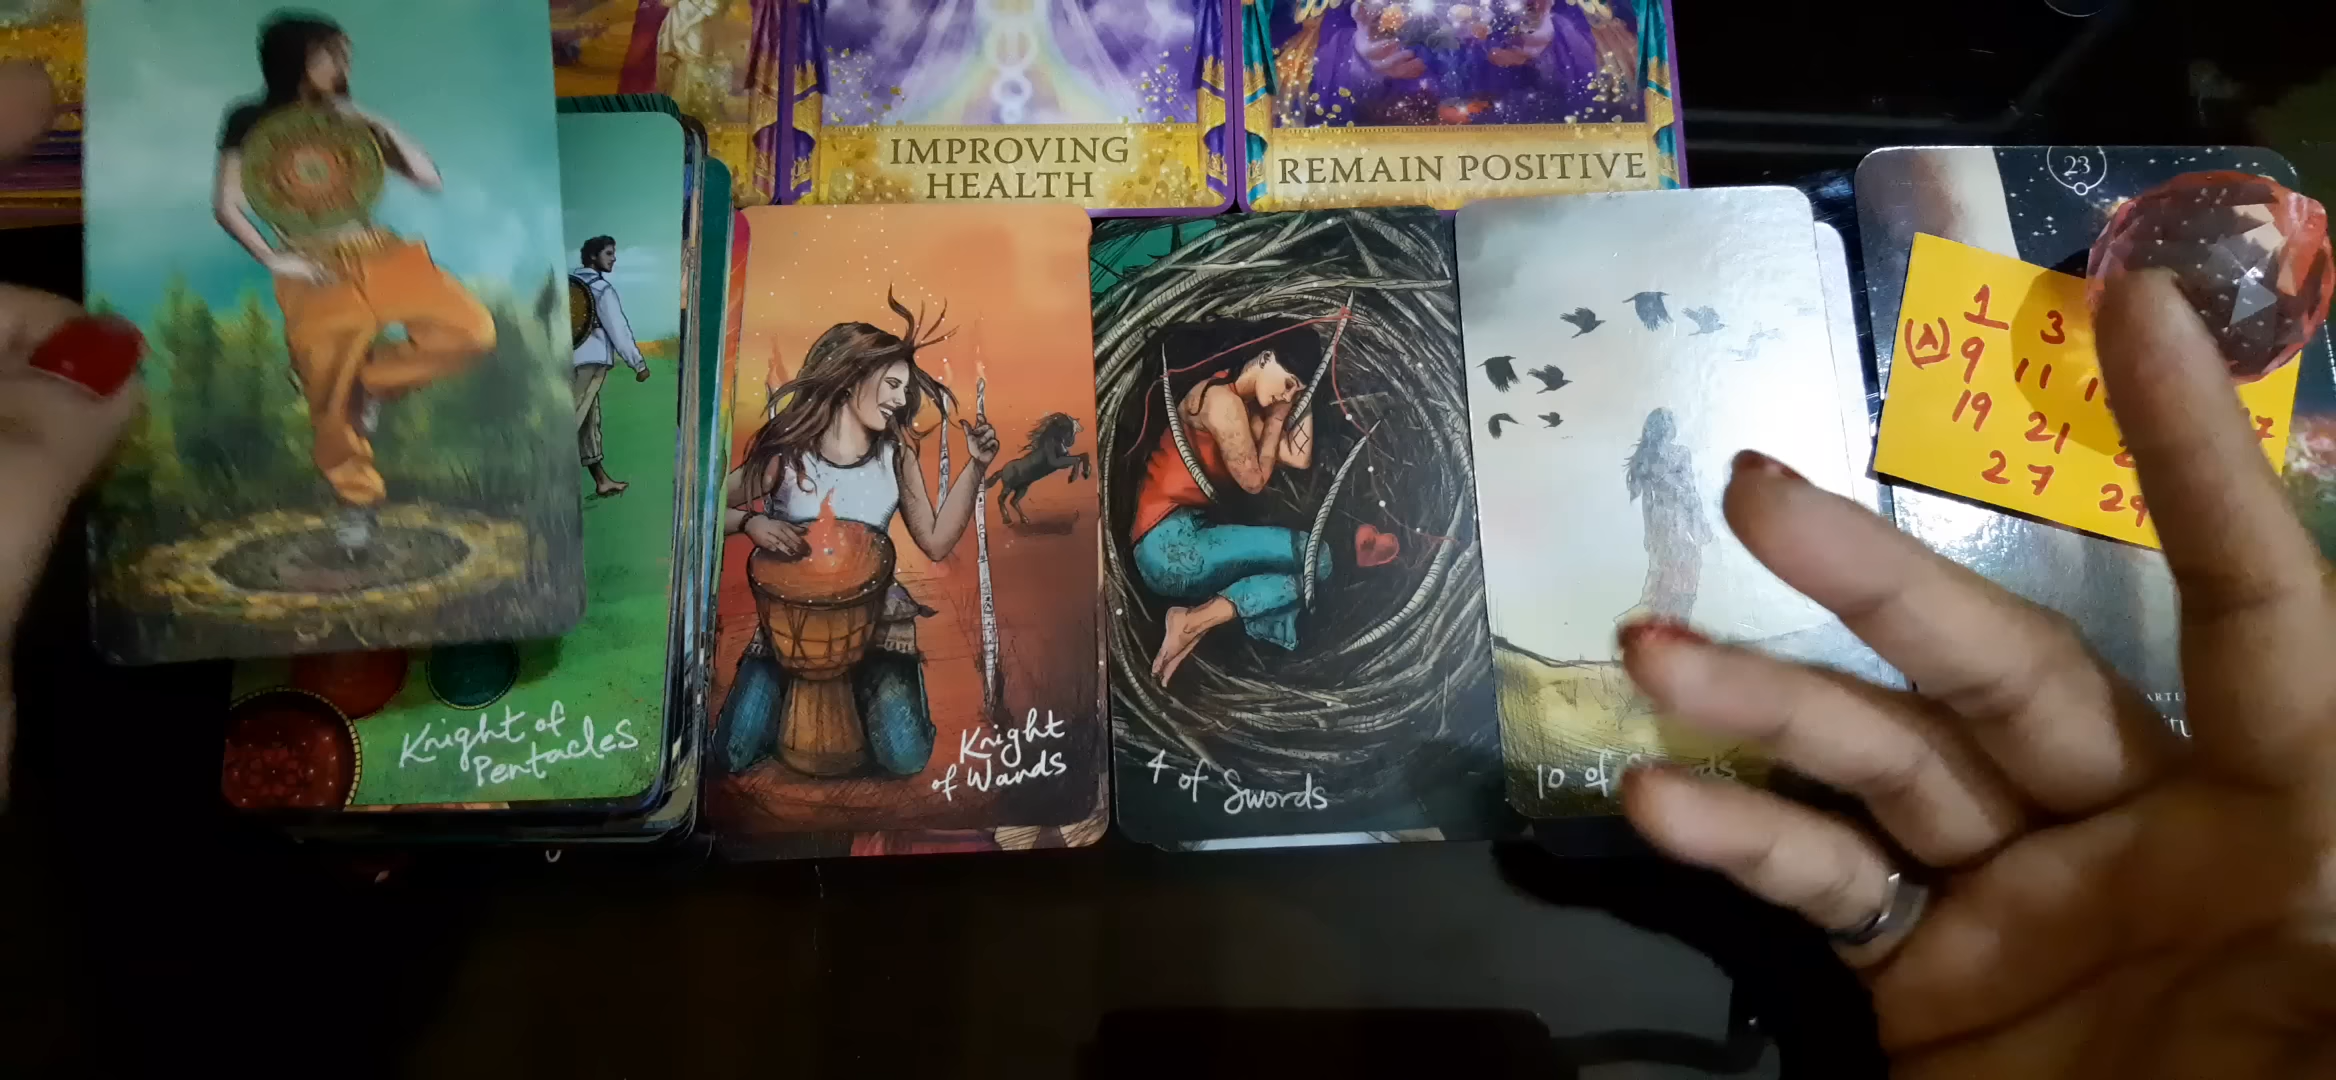 IMPROVING
HEALTH
REMAIN POSITIVE
23
1 3
(A) 9 11
19 21
27 29
Knight of
Pentacles
Knight
of Wands
4 of Swords
10 of